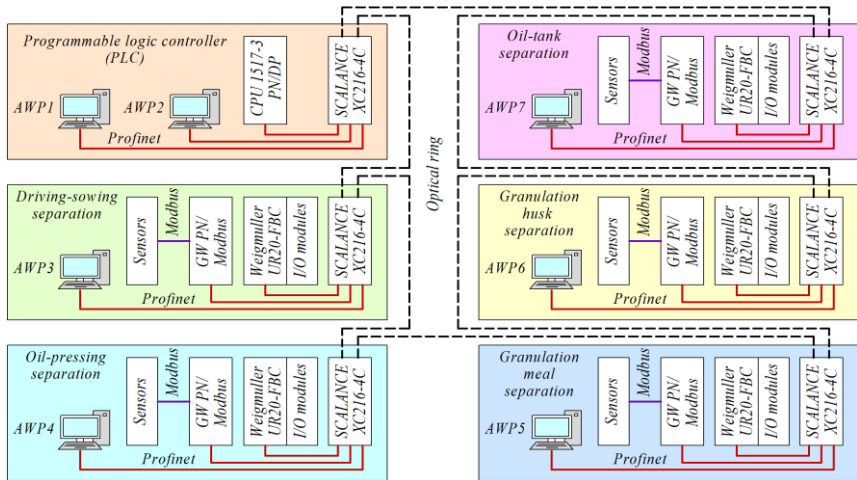 Programmable logic controller
(PLC)
AWP1
AWP2
CPU 1517-3
PN/DP
SCALANCE
XC216-4C
Profinet
Oil-tank
separation
AWP7
Sensors
Modbus
GW PN/
Modbus
Weigmuller
UR20-FBC
I/O modules
SCALANCE
XC216-4C
Profinet
Optical ring
Driving-sowing
separation
AWP3
Sensors
Modbus
GW PN/
Modbus
Weigmuller
UR20-FBC
I/O modules
SCALANCE
XC216-4C
Profinet
Granulation
husk
separation
AWP6
Sensors
Modbus
GW PN/
Modbus
Weigmuller
UR20-FBC
I/O modules
SCALANCE
XC216-4C
Profinet
Oil-pressing
separation
AWP4
Sensors
Modbus
GW PN/
Modbus
Weigmuller
UR20-FBC
I/O modules
SCALANCE
XC216-4C
Profinet
Granulation
meal
separation
AWP5
Sensors
Modbus
GW PN/
Modbus
Weigmuller
UR20-FBC
I/O modules
SCALANCE
XC216-4C
Profinet